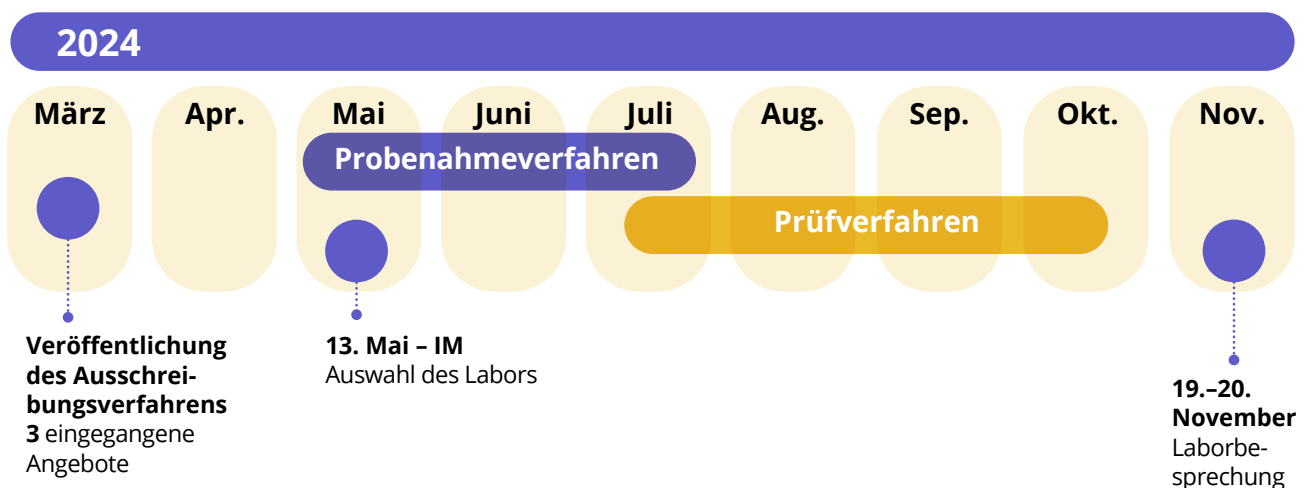 2024
März Apr. Mai Juni Juli Aug. Sep. Okt. Nov.
Probenahmeverfahren
Prüfverfahren
Veröffentlichung
des Ausschrei-
bungsverfahrens
3 eingegangene
Angebote
13. Mai – IM
Auswahl des Labors
19.–20.
November
Laborbe-
sprechung